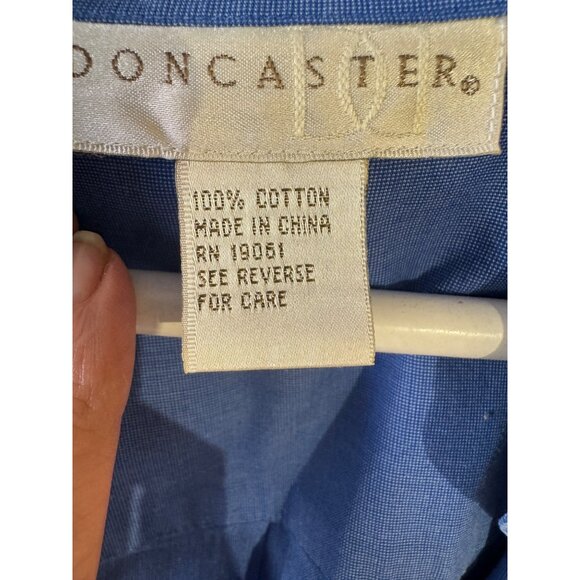 DONCASTER®
100% COTTON
MADE IN CHINA
RN 19061
SEE REVERSE
FOR CARE